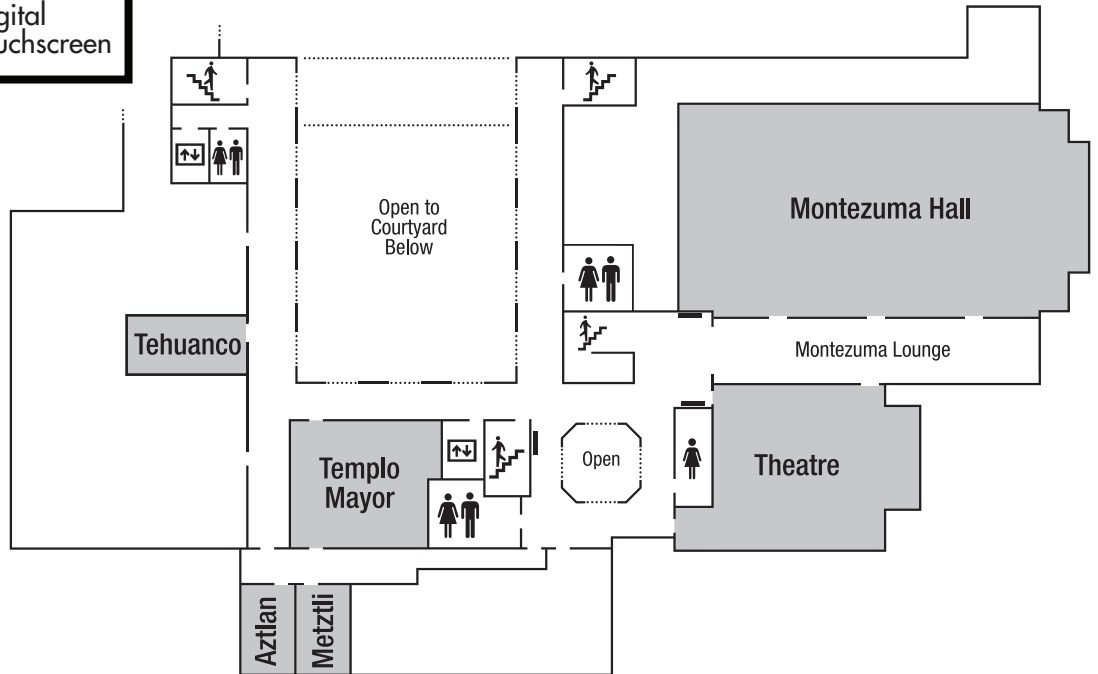 Open to
Courtyard
Below
Montezuma Hall
Tehuanco
Montezuma Lounge
Templo
Mayor
Open
Theatre
Aztlan
Metztli